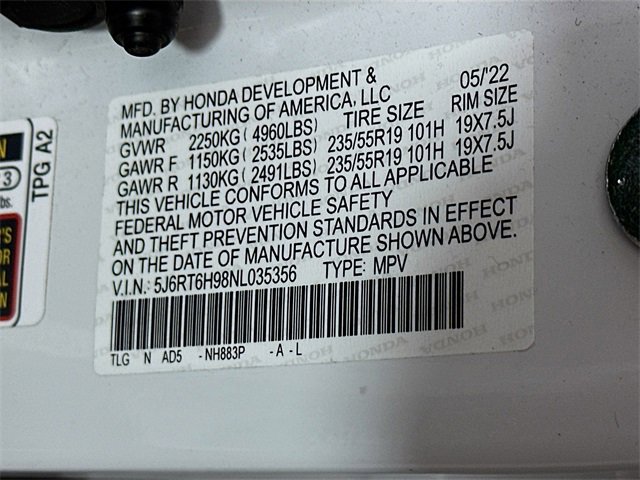 MFD. BY HONDA DEVELOPMENT & 05/'22
MANUFACTURING OF AMERICA, LLC TIRE SIZE RIM SIZE
GVWR 2250KG( 4960LBS)
GAWR F 1150KG( 2535LBS) 235/55R19 101H 19X7.5J
GAWR R 1130KG( 2491LBS) 235/55R19 101H 19X7.5J
THIS VEHICLE CONFORMS TO ALL APPLICABLE
FEDERAL MOTOR VEHICLE SAFETY
AND THEFT PREVENTION STANDARDS IN EFFECT
ON THE DATE OF MANUFACTURE SHOWN ABOVE.
V.I.N.: 5J6RT6H98NL035356 TYPE: MPV
TLG N AD5 -NH883P -A-L
TPG A2
HONDA HONDA HONDA